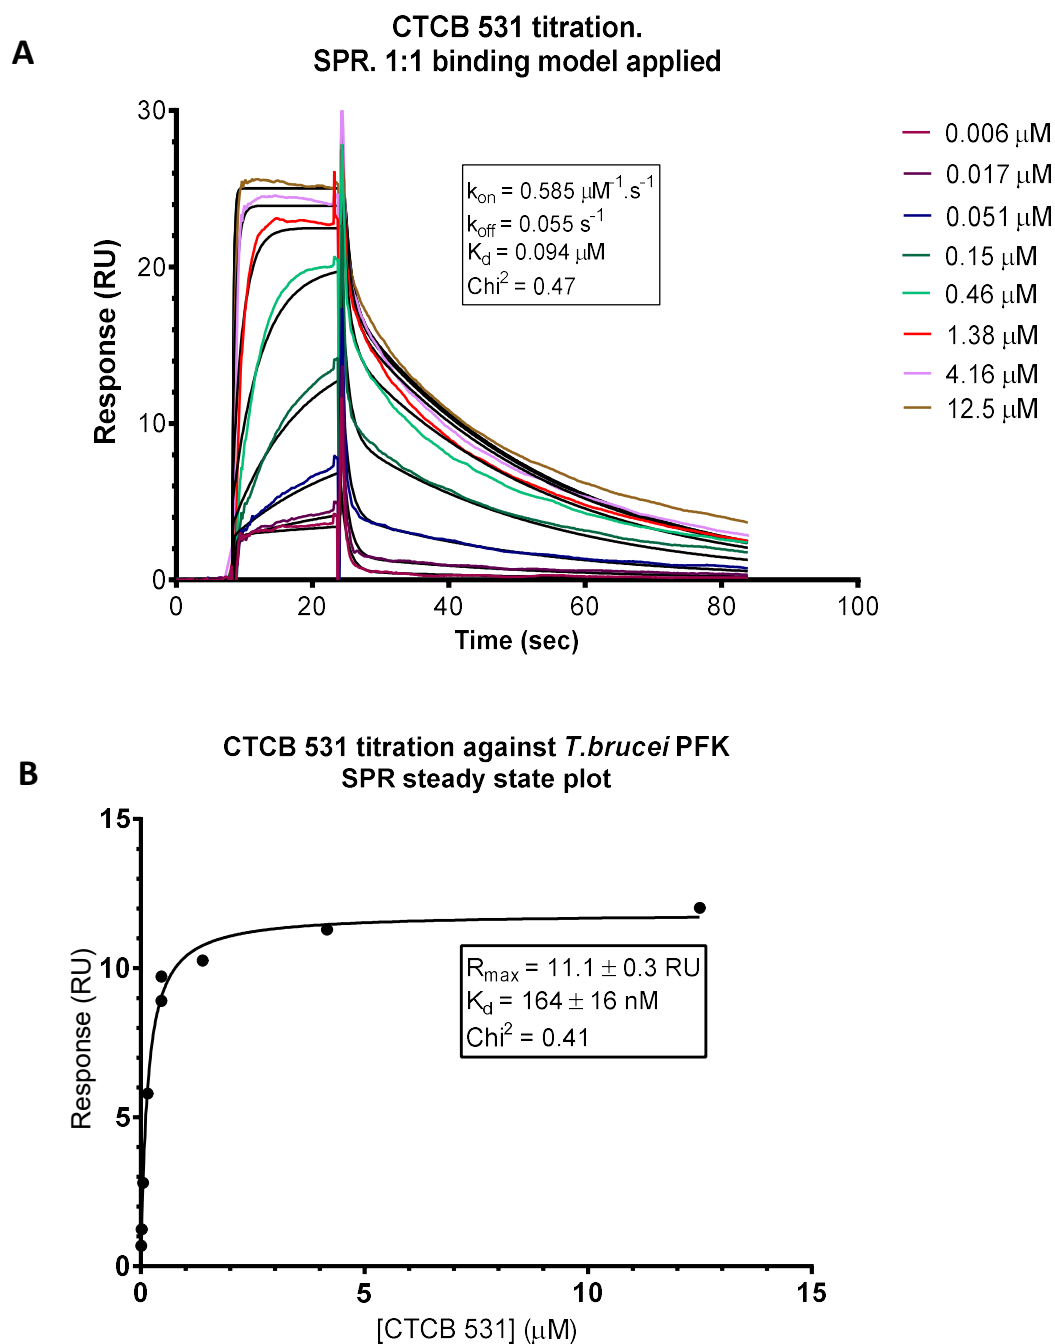 A
CTCB 531 titration.
SPR. 1:1 binding model applied
30
20
10
0
Response (RU)
0 20 40 60 80 100
Time (sec)
kon = 0.585 μM⁻¹.s⁻¹
koff = 0.055 s⁻¹
Kd = 0.094 μM
Chi² = 0.47
0.006 μM
0.017 μM
0.051 μM
0.15 μM
0.46 μM
1.38 μM
4.16 μM
12.5 μM
B
CTCB 531 titration against T.brucei PFK
SPR steady state plot
15
10
5
0
Response (RU)
0 5 10 15
[CTCB 531] (μM)
Rmax = 11.1 ± 0.3 RU
Kd = 164 ± 16 nM
Chi² = 0.41